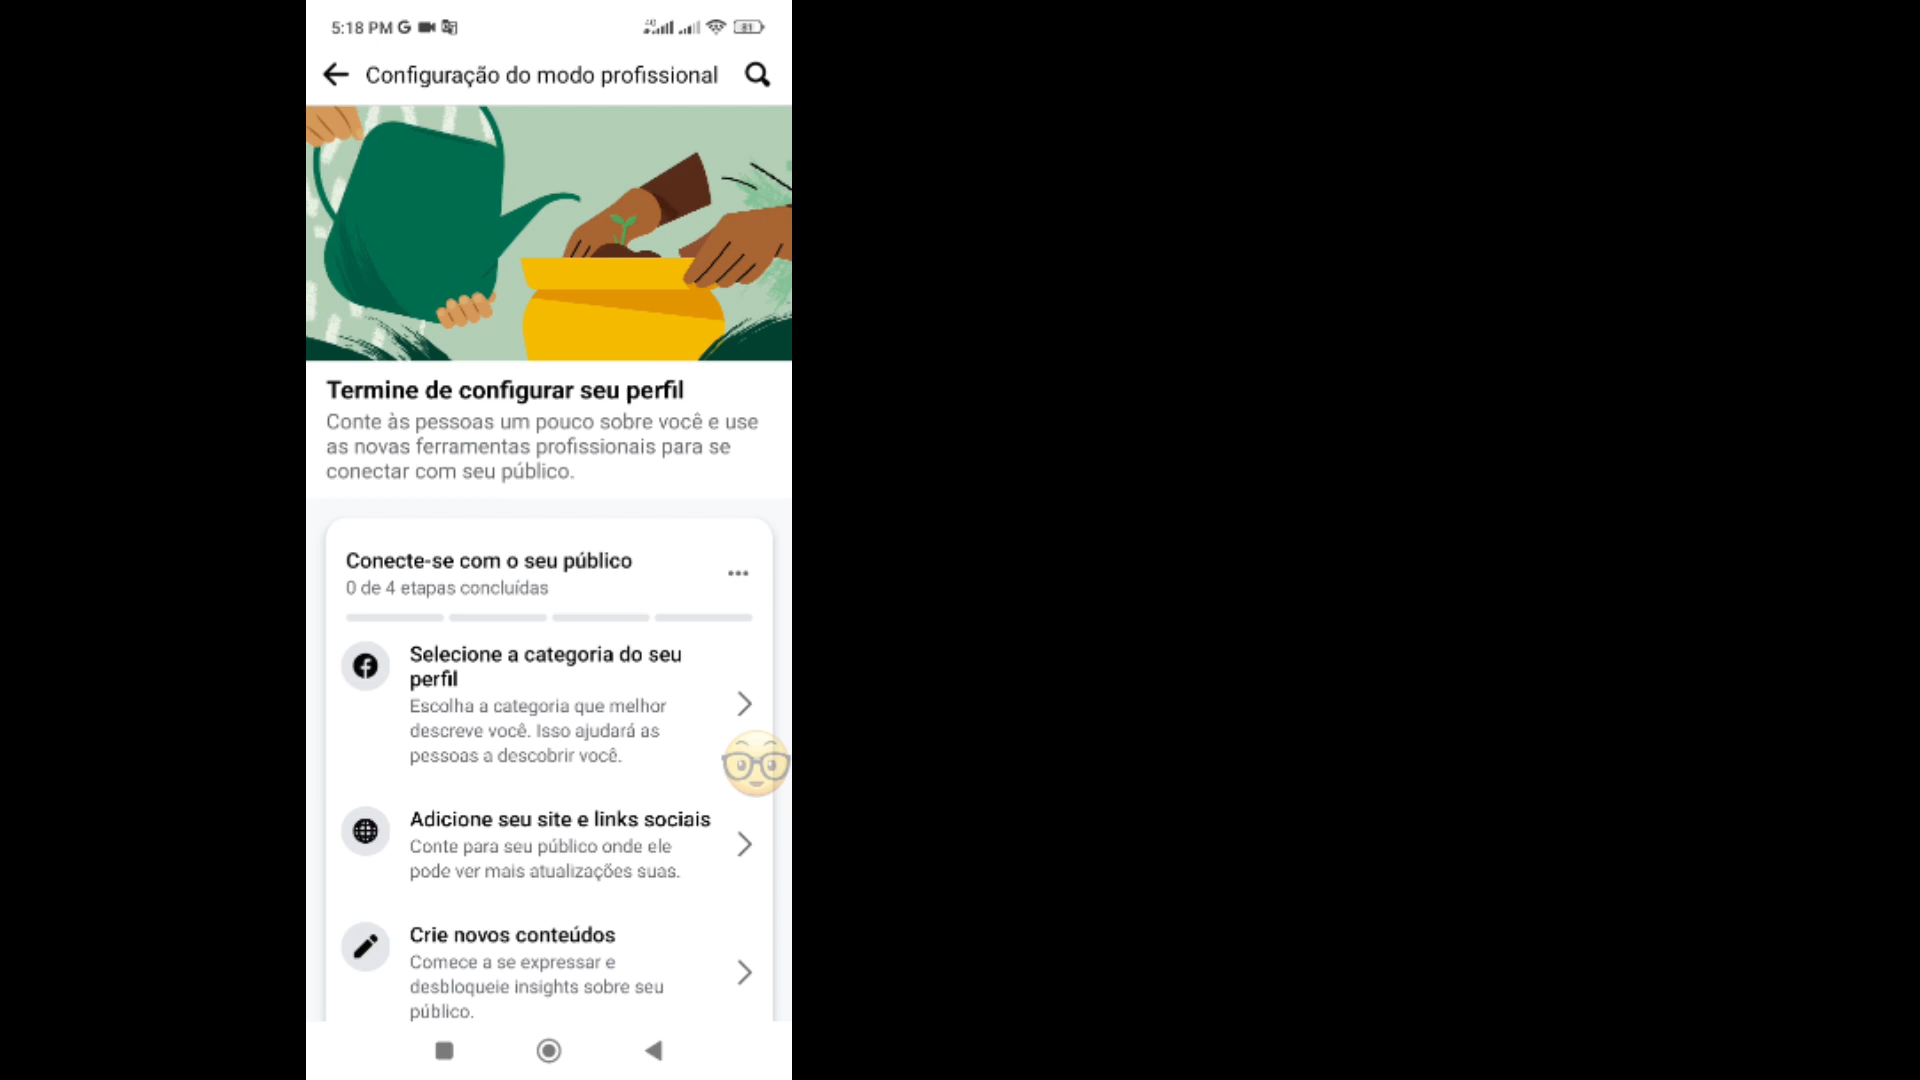 5:18 PM
81
Configuração do modo profissional
Termine de configurar seu perfil
Conte às pessoas um pouco sobre você e use
as novas ferramentas profissionais para se
conectar com seu público.
Conecte-se com o seu público
0 de 4 etapas concluídas
Selecione a categoria do seu
perfil
Escolha a categoria que melhor
descreve você. Isso ajudará as
pessoas a descobrir você.
Adicione seu site e links sociais
Conte para seu público onde ele
pode ver mais atualizações suas.
Crie novos conteúdos
Comece a se expressar e
desbloqueie insights sobre seu
público.